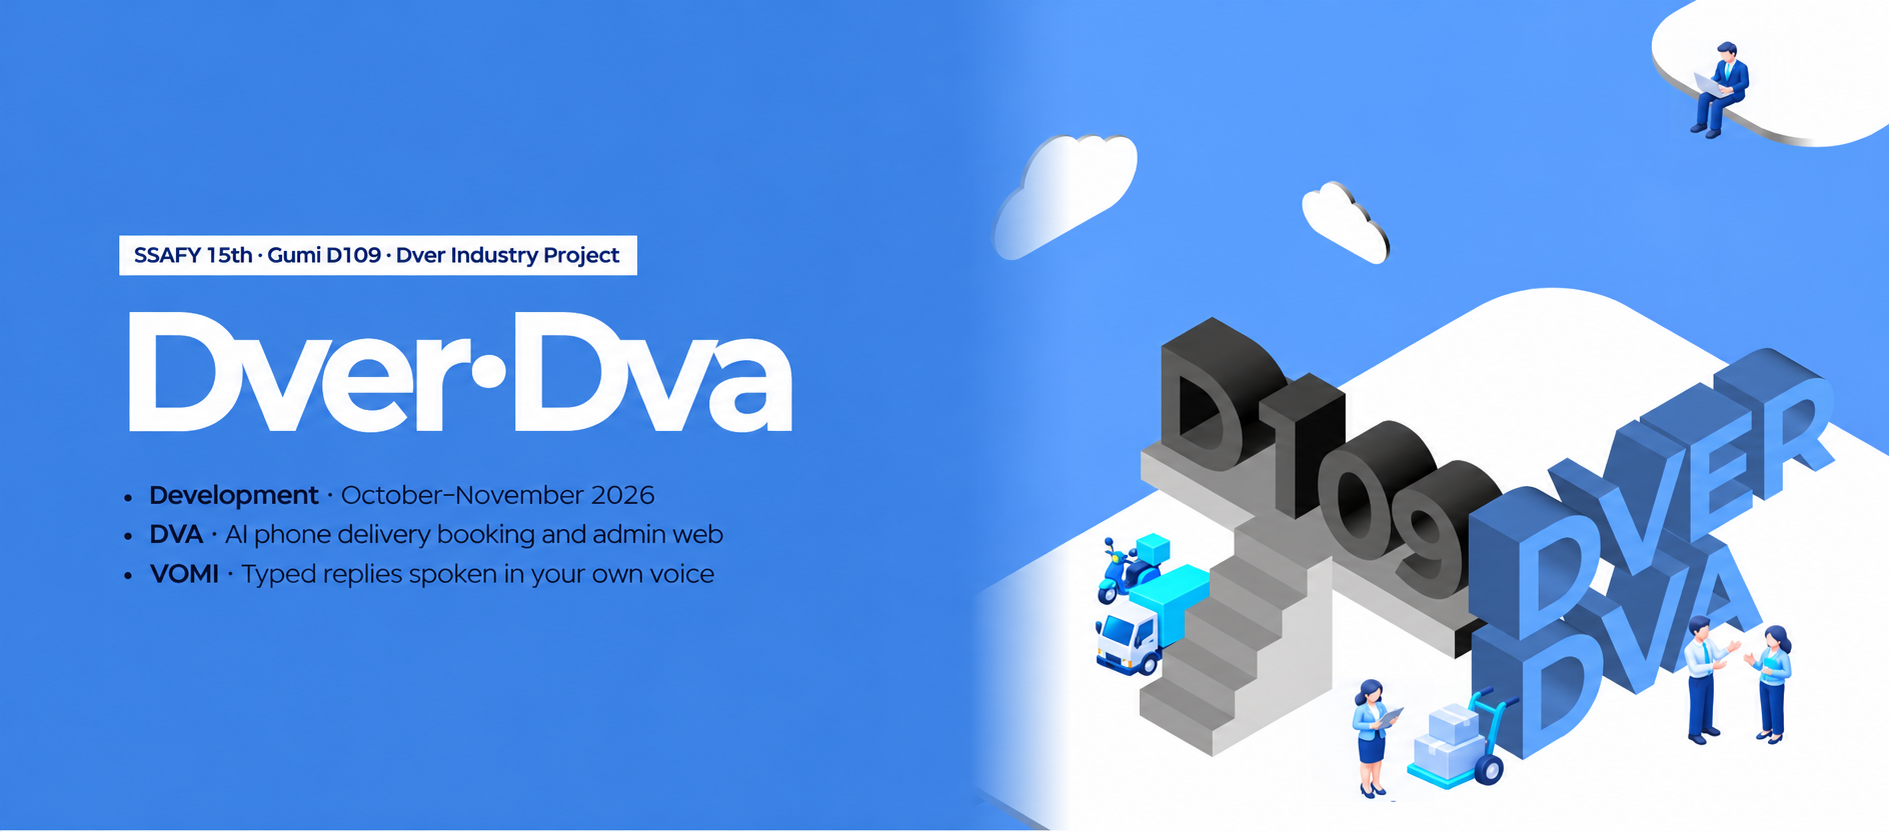 SSAFY 15th · Gumi D109 · Dver Industry Project
Dver•Dva
• Development · October–November 2026
• DVA · AI phone delivery booking and admin web
• VOMI · Typed replies spoken in your own voice
D109
DVER
DVA